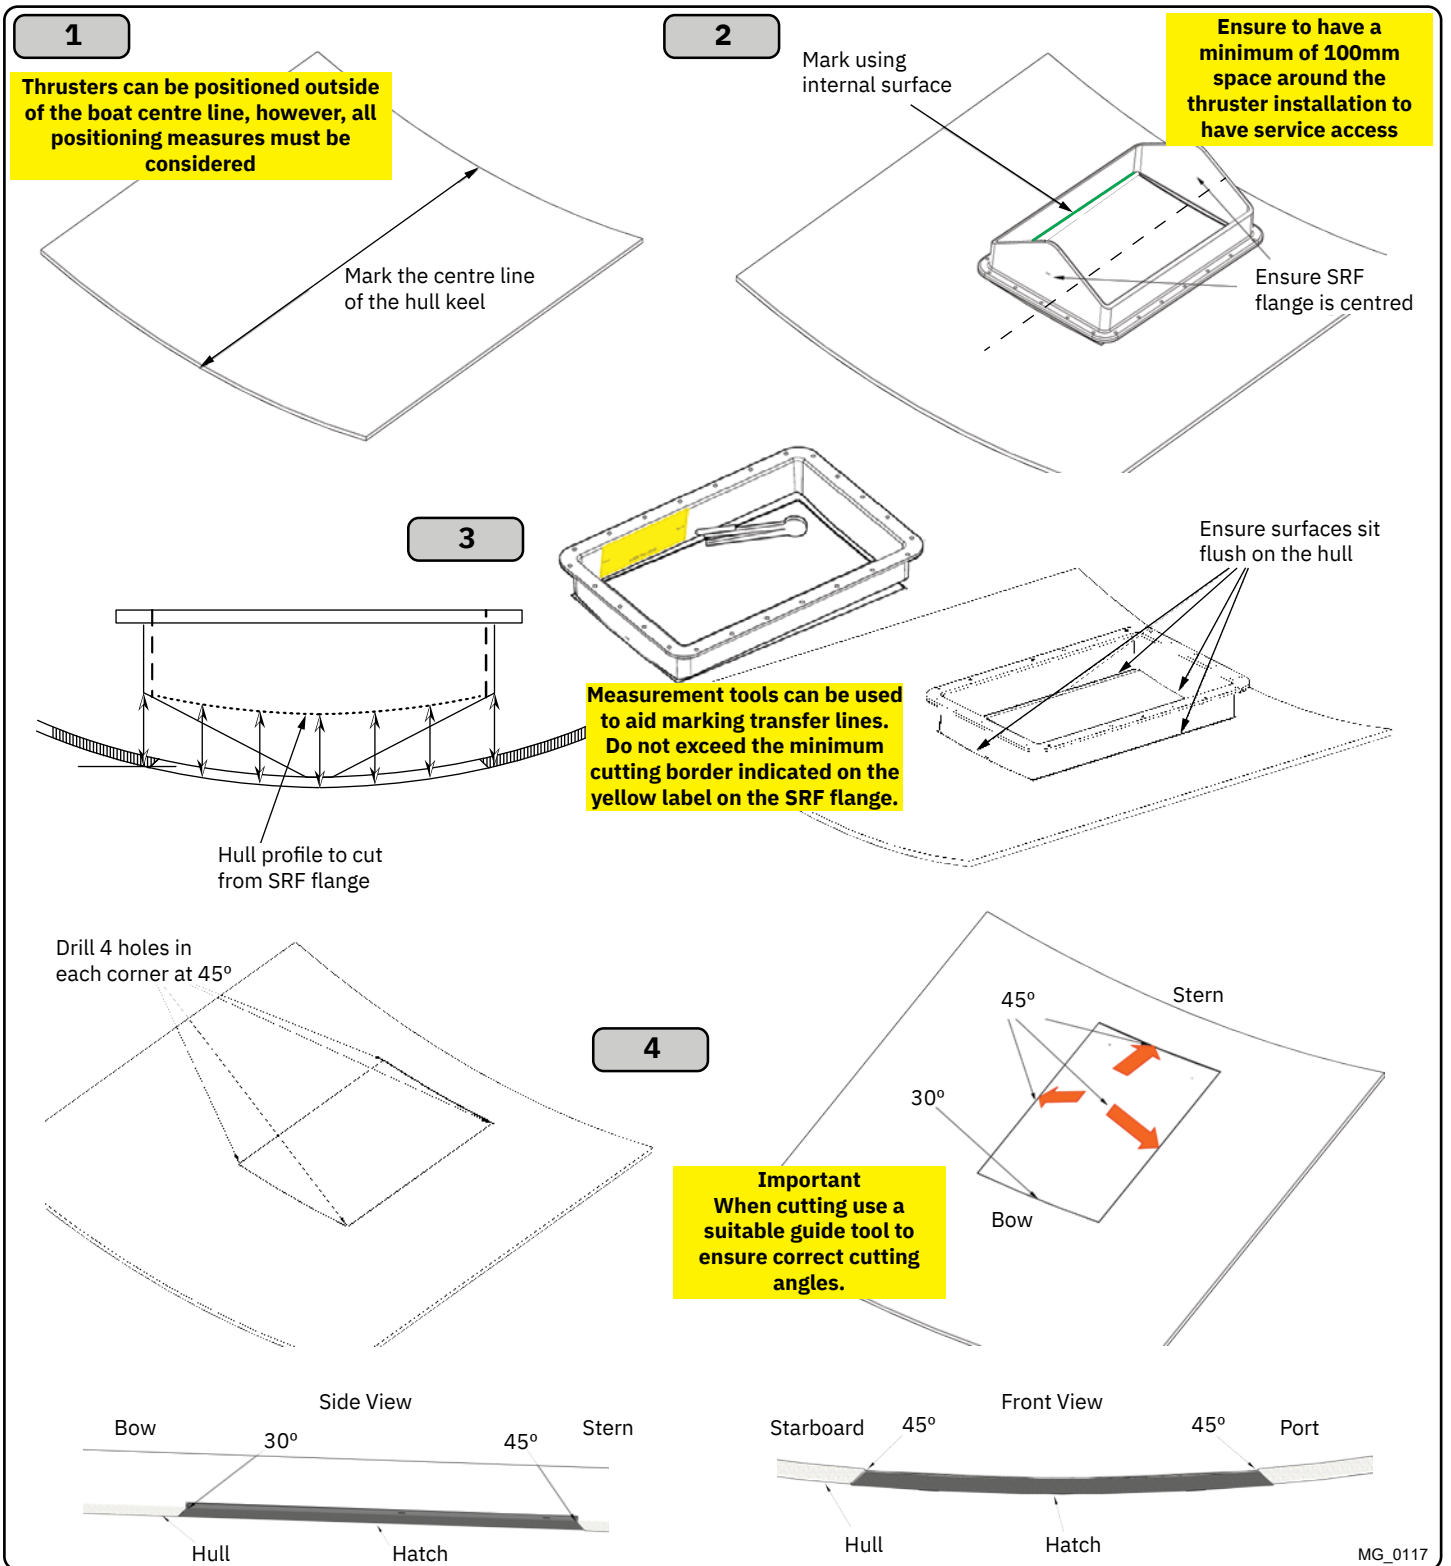 1
Thrusters can be positioned outside
of the boat centre line, however, all
positioning measures must be
considered
Mark the centre line
of the hull keel
2
Mark using
internal surface
Ensure to have a
minimum of 100mm
space around the
thruster installation to
have service access
Ensure SRF
flange is centred
3
Hull profile to cut
from SRF flange
Measurement tools can be used
to aid marking transfer lines.
Do not exceed the minimum
cutting border indicated on the
yellow label on the SRF flange.
Ensure surfaces sit
flush on the hull
Drill 4 holes in
each corner at 45º
4
45º
Stern
30º
Bow
Important
When cutting use a
suitable guide tool to
ensure correct cutting
angles.
Side View
Bow
30º
45º
Stern
Hull
Hatch
Front View
Starboard
45º
45º
Port
Hull
Hatch
MG_0117